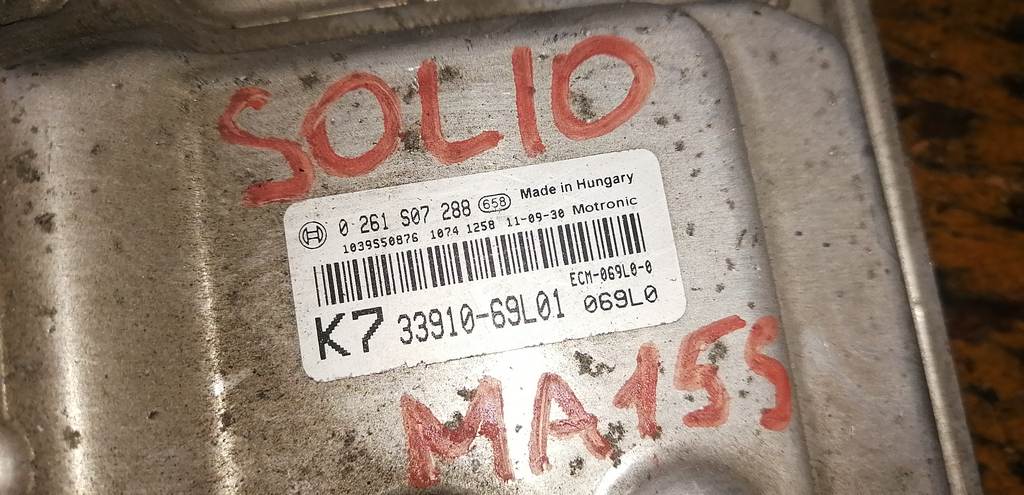 SOLIO
0 261 S07 288 658 Made in Hungary
1039S50876 1074 1258 11-09-30 Motronic
ECM-069L0-0
K7 33910-69L01 069L0
MA15S